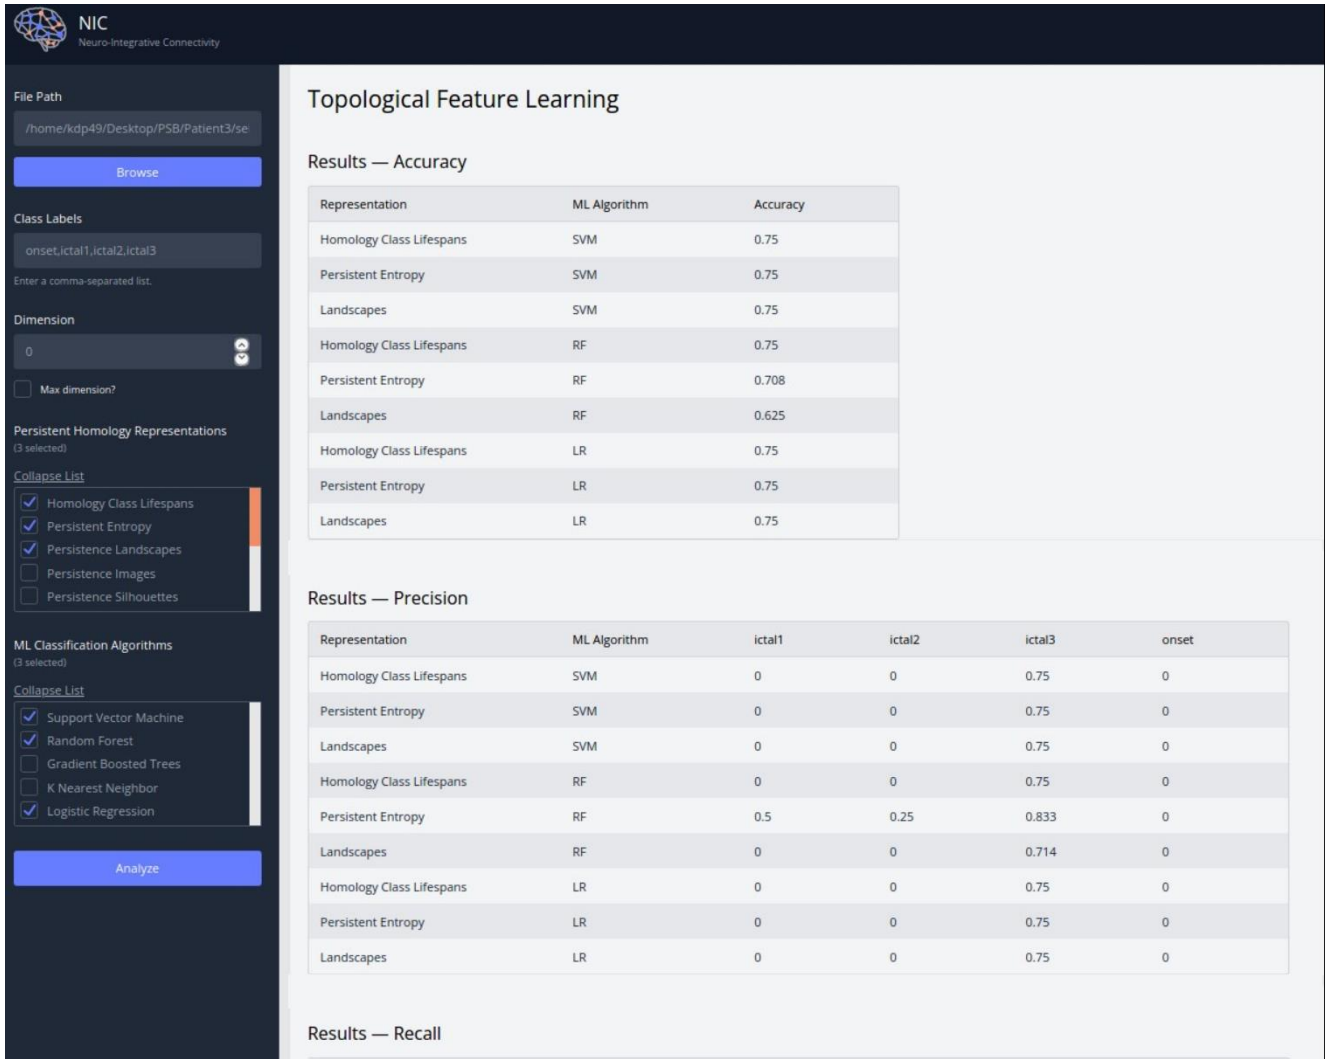 NIC
Neuro-Integrative Connectivity
File Path
/home/kdp49/Desktop/PSB/Patient3/se
Browse
Class Labels
onset,ictal1,ictal2,ictal3
Enter a comma-separated list.
Dimension
0
Max dimension?
Persistent Homology Representations
(3 selected)
Collapse List
Homology Class Lifespans
Persistent Entropy
Persistence Landscapes
Persistence Images
Persistence Silhouettes
ML Classification Algorithms
(3 selected)
Collapse List
Support Vector Machine
Random Forest
Gradient Boosted Trees
K Nearest Neighbor
Logistic Regression
Analyze
Topological Feature Learning
Results — Accuracy
Representation ML Algorithm Accuracy
Homology Class Lifespans SVM 0.75
Persistent Entropy SVM 0.75
Landscapes SVM 0.75
Homology Class Lifespans RF 0.75
Persistent Entropy RF 0.708
Landscapes RF 0.625
Homology Class Lifespans LR 0.75
Persistent Entropy LR 0.75
Landscapes LR 0.75
Results — Precision
Representation ML Algorithm ictal1 ictal2 ictal3 onset
Homology Class Lifespans SVM 0 0 0.75 0
Persistent Entropy SVM 0 0 0.75 0
Landscapes SVM 0 0 0.75 0
Homology Class Lifespans RF 0 0 0.75 0
Persistent Entropy RF 0.5 0.25 0.833 0
Landscapes RF 0 0 0.714 0
Homology Class Lifespans LR 0 0 0.75 0
Persistent Entropy LR 0 0 0.75 0
Landscapes LR 0 0 0.75 0
Results — Recall